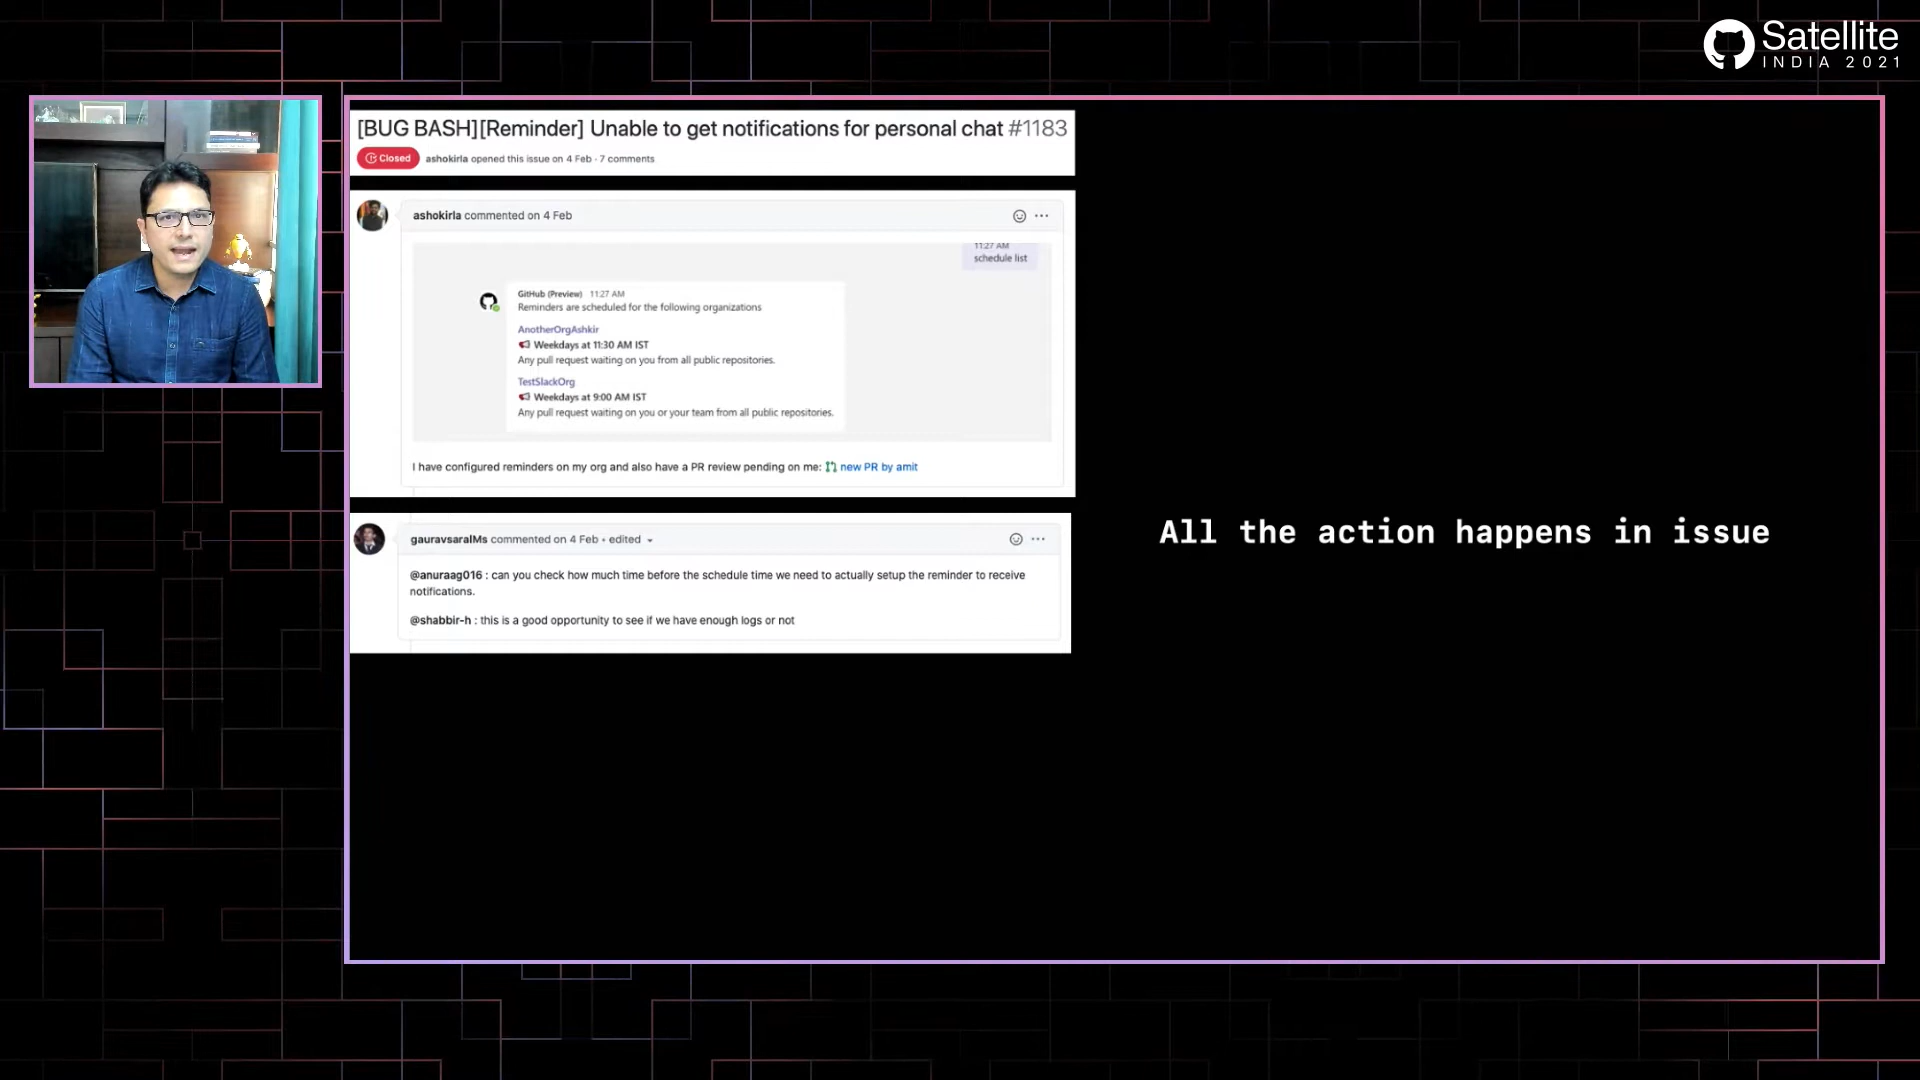 Satellite
INDIA 2021
[BUG BASH][Reminder] Unable to get notifications for personal chat #1183
Closed ashokirla opened this issue on 4 Feb · 7 comments
ashokirla commented on 4 Feb
11:27 AM
schedule list
GitHub (Preview) 11:27 AM
Reminders are scheduled for the following organizations
AnotherOrgAshkir
Weekdays at 11:30 AM IST
Any pull request waiting on you from all public repositories.
TestSlackOrg
Weekdays at 9:00 AM IST
Any pull request waiting on you or your team from all public repositories.
I have configured reminders on my org and also have a PR review pending on me: new PR by amit
gauravsaralMs commented on 4 Feb • edited
@anuraag016 : can you check how much time before the schedule time we need to actually setup the reminder to receive
notifications.
@shabbir-h : this is a good opportunity to see if we have enough logs or not
All the action happens in issue